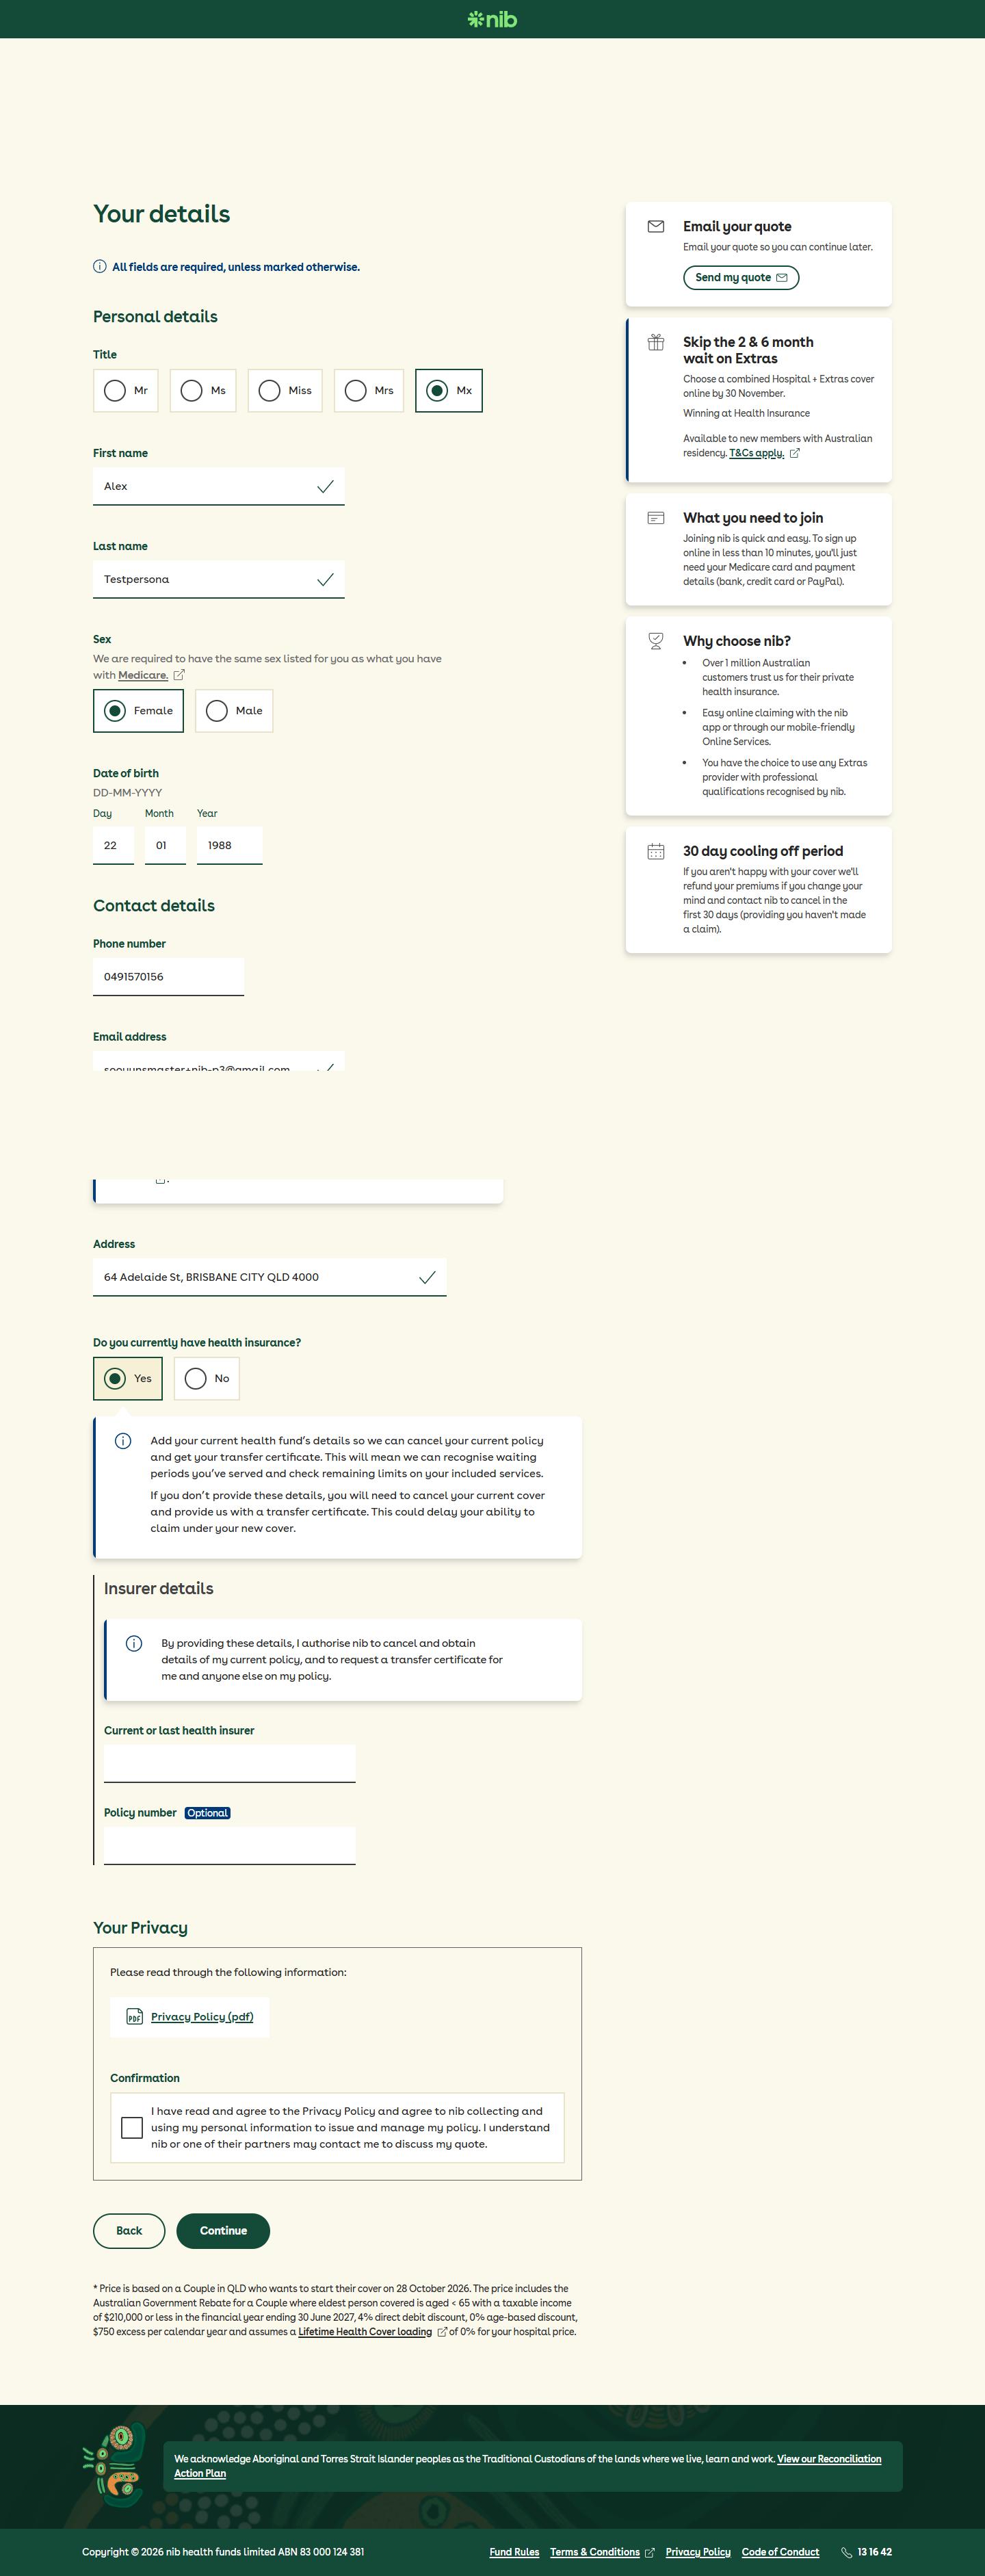 nib
Your details
All fields are required, unless marked otherwise.
Personal details
Title
Mr
Ms
Miss
Mrs
Mx
First name
Alex
Last name
Testpersona
Sex
We are required to have the same sex listed for you as what you have
with Medicare.
Female
Male
Date of birth
DD-MM-YYYY
Day
Month
Year
22
01
1988
Contact details
Phone number
0491570156
Email address
sooyunsmaster+nib-p3@gmail.com
Email your quote
Email your quote so you can continue later.
Send my quote
Skip the 2 & 6 month
wait on Extras
Choose a combined Hospital + Extras cover
online by 30 November.
Winning at Health Insurance
Available to new members with Australian
residency. T&Cs apply.
What you need to join
Joining nib is quick and easy. To sign up
online in less than 10 minutes, you'll just
need your Medicare card and payment
details (bank, credit card or PayPal).
Why choose nib?
• Over 1 million Australian
customers trust us for their private
health insurance.
• Easy online claiming with the nib
app or through our mobile-friendly
Online Services.
• You have the choice to use any Extras
provider with professional
qualifications recognised by nib.
30 day cooling off period
If you aren't happy with your cover we'll
refund your premiums if you change your
mind and contact nib to cancel in the
first 30 days (providing you haven't made
a claim).
Address
64 Adelaide St, BRISBANE CITY QLD 4000
Do you currently have health insurance?
Yes
No
Add your current health fund's details so we can cancel your current policy
and get your transfer certificate. This will mean we can recognise waiting
periods you've served and check remaining limits on your included services.
If you don't provide these details, you will need to cancel your current cover
and provide us with a transfer certificate. This could delay your ability to
claim under your new cover.
Insurer details
By providing these details, I authorise nib to cancel and obtain
details of my current policy, and to request a transfer certificate for
me and anyone else on my policy.
Current or last health insurer
Policy number Optional
Your Privacy
Please read through the following information:
PDF Privacy Policy (pdf)
Confirmation
I have read and agree to the Privacy Policy and agree to nib collecting and
using my personal information to issue and manage my policy. I understand
nib or one of their partners may contact me to discuss my quote.
Back
Continue
* Price is based on a Couple in QLD who wants to start their cover on 28 October 2026. The price includes the
Australian Government Rebate for a Couple where eldest person covered is aged < 65 with a taxable income
of $210,000 or less in the financial year ending 30 June 2027, 4% direct debit discount, 0% age-based discount,
$750 excess per calendar year and assumes a Lifetime Health Cover loading of 0% for your hospital price.
We acknowledge Aboriginal and Torres Strait Islander peoples as the Traditional Custodians of the lands where we live, learn and work. View our Reconciliation
Action Plan
Copyright © 2026 nib health funds limited ABN 83 000 124 381
Fund Rules
Terms & Conditions
Privacy Policy
Code of Conduct
13 16 42